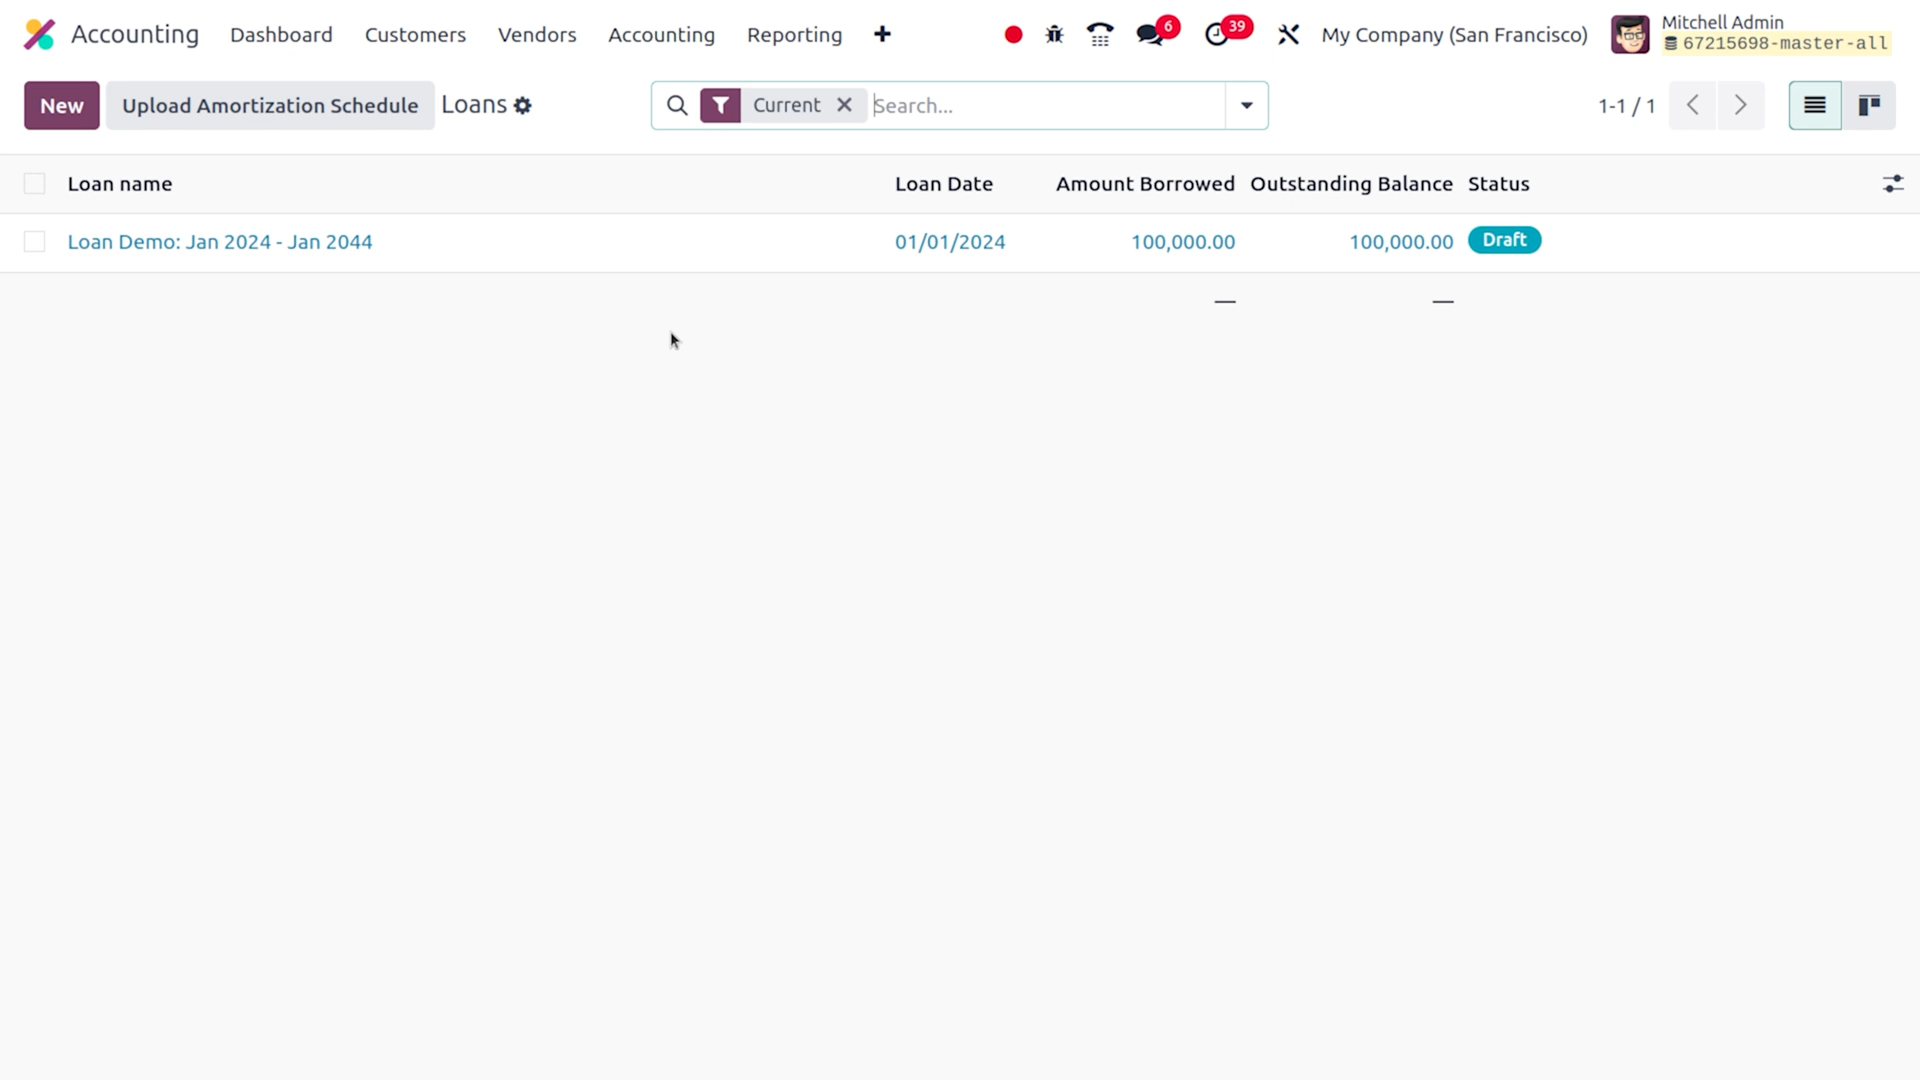 Accounting Dashboard Customers Vendors Accounting Reporting 6 39 My Company (San Francisco) Mitchell Admin
67215698-master-all
New Upload Amortization Schedule Loans Current Search... 1-1 / 1
Loan name Loan Date Amount Borrowed Outstanding Balance Status
Loan Demo: Jan 2024 - Jan 2044 01/01/2024 100,000.00 100,000.00 Draft
— —